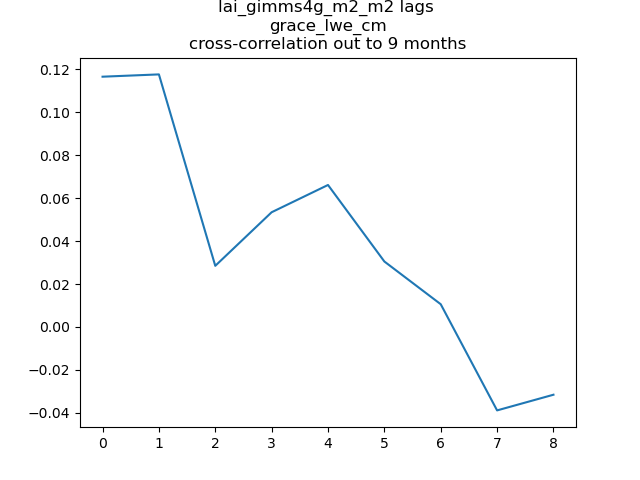 lai_gimms4g_m2_m2 lags
grace_lwe_cm
cross-correlation out to 9 months
0.12
0.10
0.08
0.06
0.04
0.02
0.00
−0.02
−0.04
0 1 2 3 4 5 6 7 8